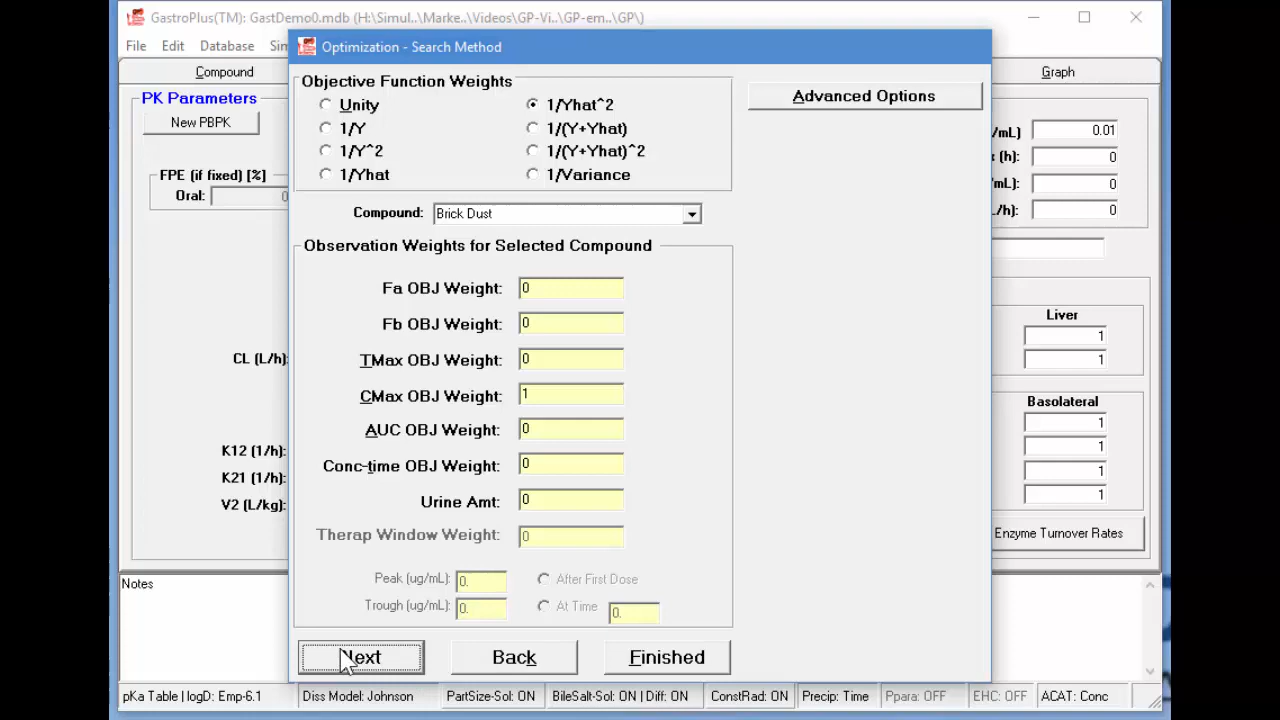 GastroPlus(TM): GastDemo0.mdb (H:\Simul..\Marke..\Videos\GP-Vi..\GP-em..\GP\)
File Edit Database
Optimization - Search Method
Compound
Graph
PK Parameters
New PBPK
FPE (if fixed) [%]
Oral:
CL (L/h):
K12 (1/h):
K21 (1/h):
V2 (L/kg):
Objective Function Weights
Unity
1/Y
1/Y^2
1/Yhat
1/Yhat^2
1/(Y+Yhat)
1/(Y+Yhat)^2
1/Variance
Advanced Options
Compound: Brick Dust
Observation Weights for Selected Compound
Fa OBJ Weight: 0
Fb OBJ Weight: 0
TMax OBJ Weight: 0
CMax OBJ Weight: 1
AUC OBJ Weight: 0
Conc-time OBJ Weight: 0
Urine Amt: 0
Therap Window Weight: 0
Peak (ug/mL): 0.
After First Dose
Trough (ug/mL): 0.
At Time 0.
Next Back Finished
0.01
(h): 0
0
0
Liver
1
1
Basolateral
1
1
1
1
Enzyme Turnover Rates
Notes
pKa Table | logD: Emp-6.1 Diss Model: Johnson PartSize-Sol: ON BileSalt-Sol: ON | Diff: ON ConstRad: ON Precip: Time Ppara: OFF EHC: OFF ACAT: Conc